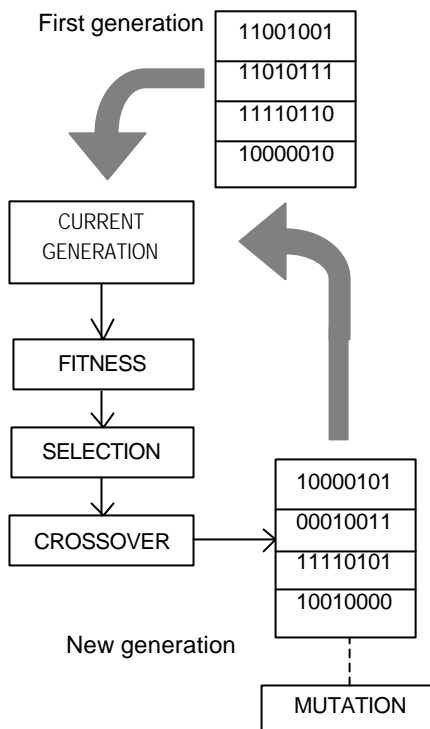 First generation
11001001
11010111
11110110
10000010
CURRENT
GENERATION
FITNESS
SELECTION
CROSSOVER
10000101
00010011
11110101
10010000
New generation
MUTATION